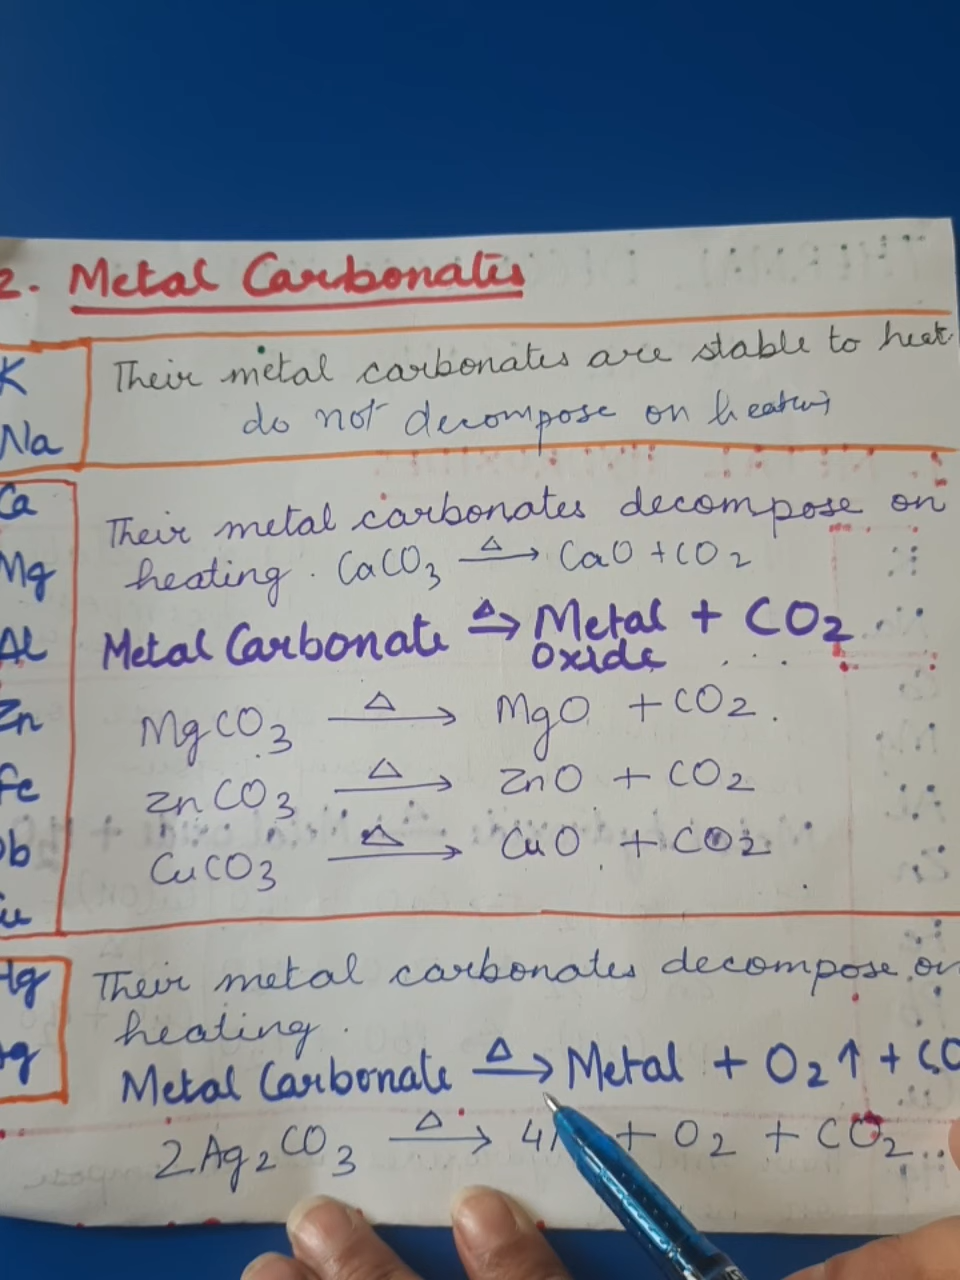 2. Metal Carbonates
K
Their metal carbonates are stable to heat.
Na
do not decompose on heating
Ca
Their metal carbonates decompose on
Mg
heating. CaCO3 —Δ→ CaO + CO2
Al
Metal Carbonate —Δ→ Metal + CO2
Oxide
Zn
MgCO3 —Δ→ MgO + CO2.
Fe
ZnCO3 —Δ→ ZnO + CO2
CuCO3 —Δ→ CuO + CO2
Hg
Their metal carbonates decompose on
heating.
Metal Carbonate —Δ→ Metal + O2↑ + CO
2Ag2CO3 —Δ→ 4 + O2 + CO2